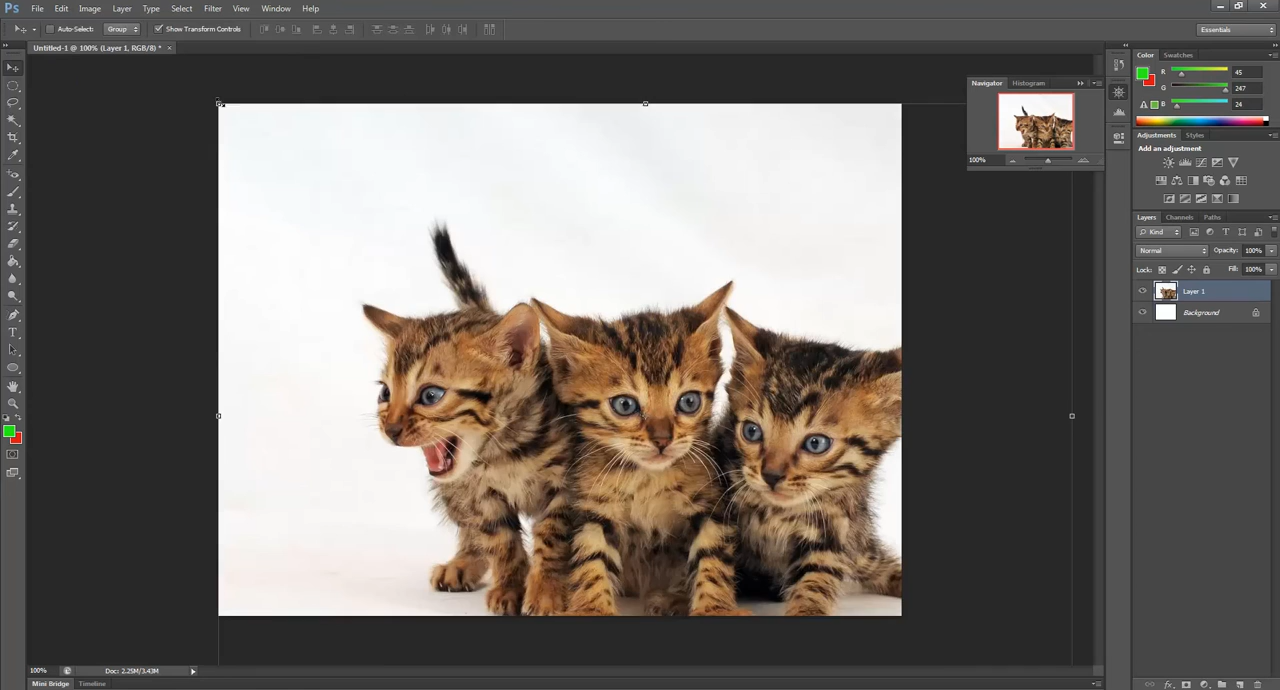 Ps File Edit Image Layer Type Select Filter View Window Help
Auto-Select: Group Show Transform Controls Essentials
Untitled-1 @ 100% (Layer 1, RGB/8) * ×
Color Swatches
R 45
G 247
B 24
Navigator Histogram
100%
Adjustments Styles
Add an adjustment
Layers Channels Paths
Kind
Normal Opacity: 100%
Lock: Fill: 100%
Layer 1
Background
100% Doc: 2.25M/3.43M
Mini Bridge Timeline